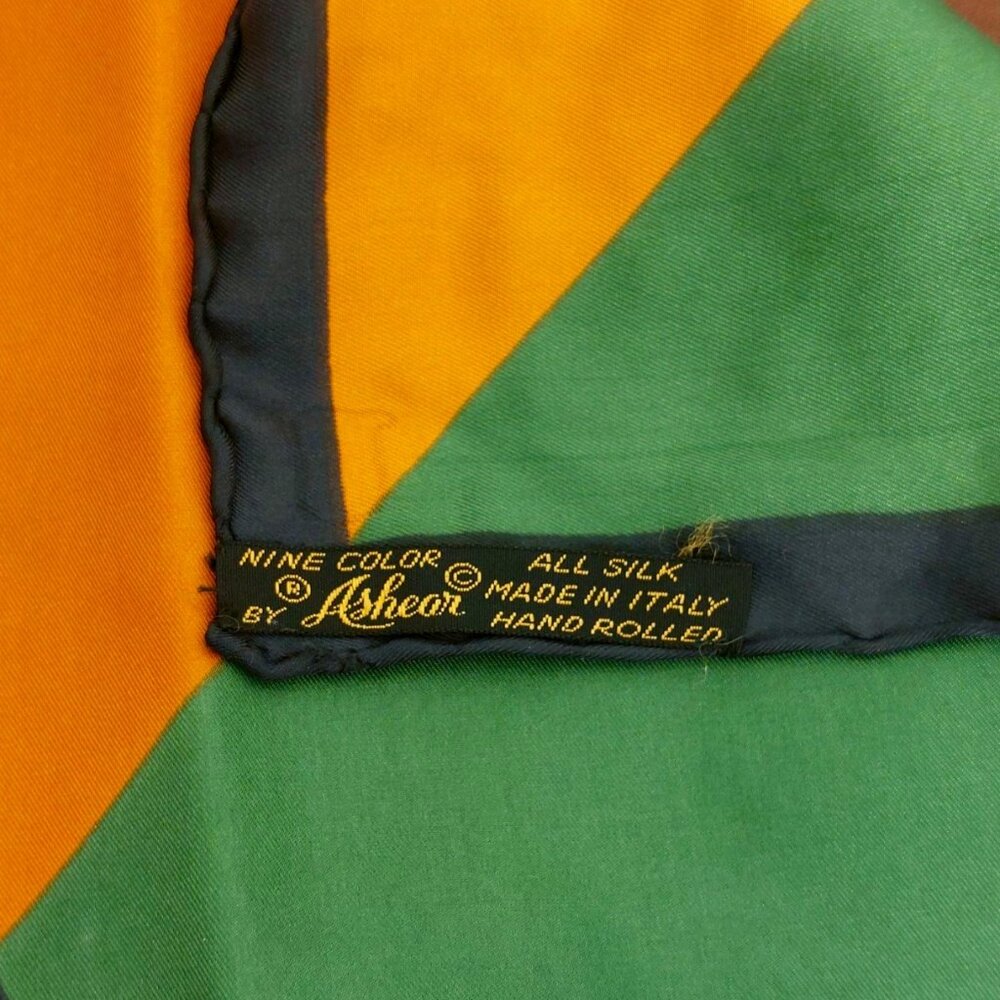 NINE COLOR © ALL SILK
® Ashear MADE IN ITALY
BY HAND ROLLED